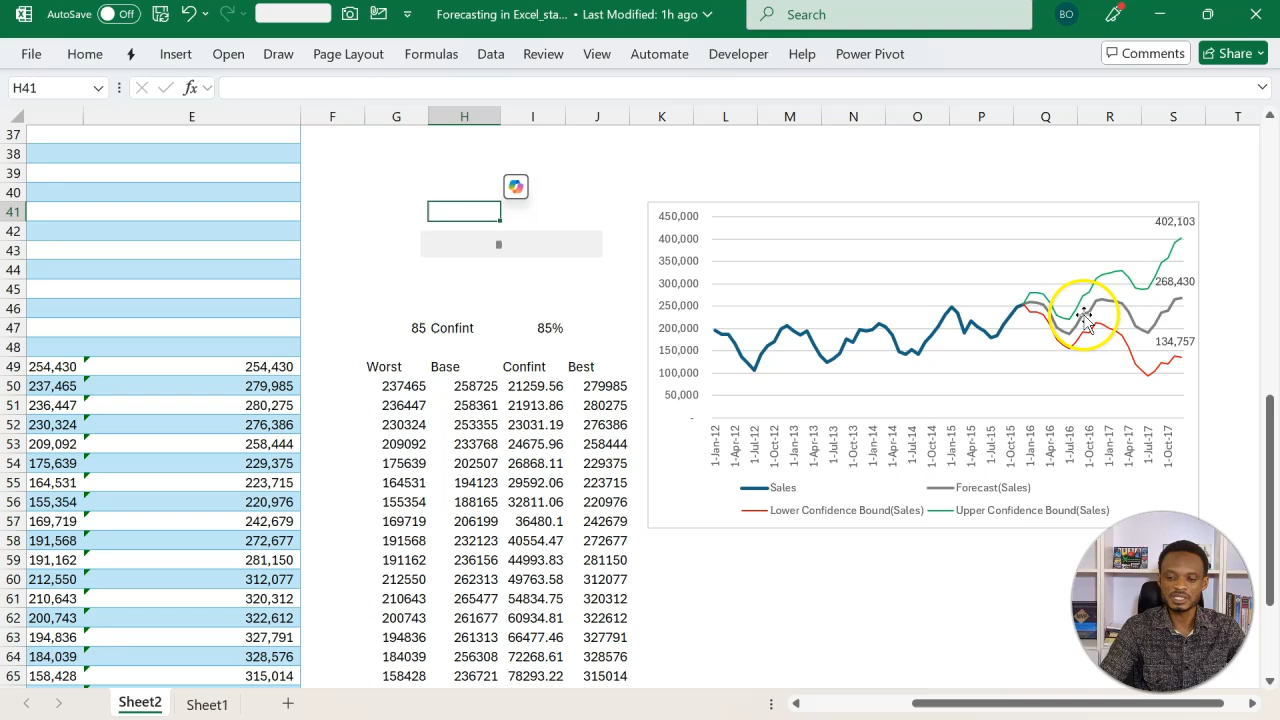 AutoSave Off Forecasting in Excel_sta... • Last Modified: 1h ago Search BO
File Home Insert Open Draw Page Layout Formulas Data Review View Automate Developer Help Power Pivot Comments Share
H41 fx
E F G H I J K L M N O P Q R S T
37
38
39
40
41
42
43
44
45
46
47 85 Confint 85%
48
49 254,430 254,430 Worst Base Confint Best
50 237,465 279,985 237465 258725 21259.56 279985
51 236,447 280,275 236447 258361 21913.86 280275
52 230,324 276,386 230324 253355 23031.19 276386
53 209,092 258,444 209092 233768 24675.96 258444
54 175,639 229,375 175639 202507 26868.11 229375
55 164,531 223,715 164531 194123 29592.06 223715
56 155,354 220,976 155354 188165 32811.06 220976
57 169,719 242,679 169719 206199 36480.1 242679
58 191,568 272,677 191568 232123 40554.47 272677
59 191,162 281,150 191162 236156 44993.83 281150
60 212,550 312,077 212550 262313 49763.58 312077
61 210,643 320,312 210643 265477 54834.75 320312
62 200,743 322,612 200743 261677 60934.81 322612
63 194,836 327,791 194836 261313 66477.46 327791
64 184,039 328,576 184039 256308 72268.61 328576
65 158,428 315,014 158428 236721 78293.22 315014
450,000
400,000
350,000
300,000
250,000
200,000
150,000
100,000
50,000
-
402,103
268,430
134,757
1-Jan-12 1-Apr-12 1-Jul-12 1-Oct-12 1-Jan-13 1-Apr-13 1-Jul-13 1-Oct-13 1-Jan-14 1-Apr-14 1-Jul-14 1-Oct-14 1-Jan-15 1-Apr-15 1-Jul-15 1-Oct-15 1-Jan-16 1-Apr-16 1-Jul-16 1-Oct-16 1-Jan-17 1-Apr-17 1-Jul-17 1-Oct-17
Sales Forecast(Sales)
Lower Confidence Bound(Sales) Upper Confidence Bound(Sales)
Sheet2 Sheet1